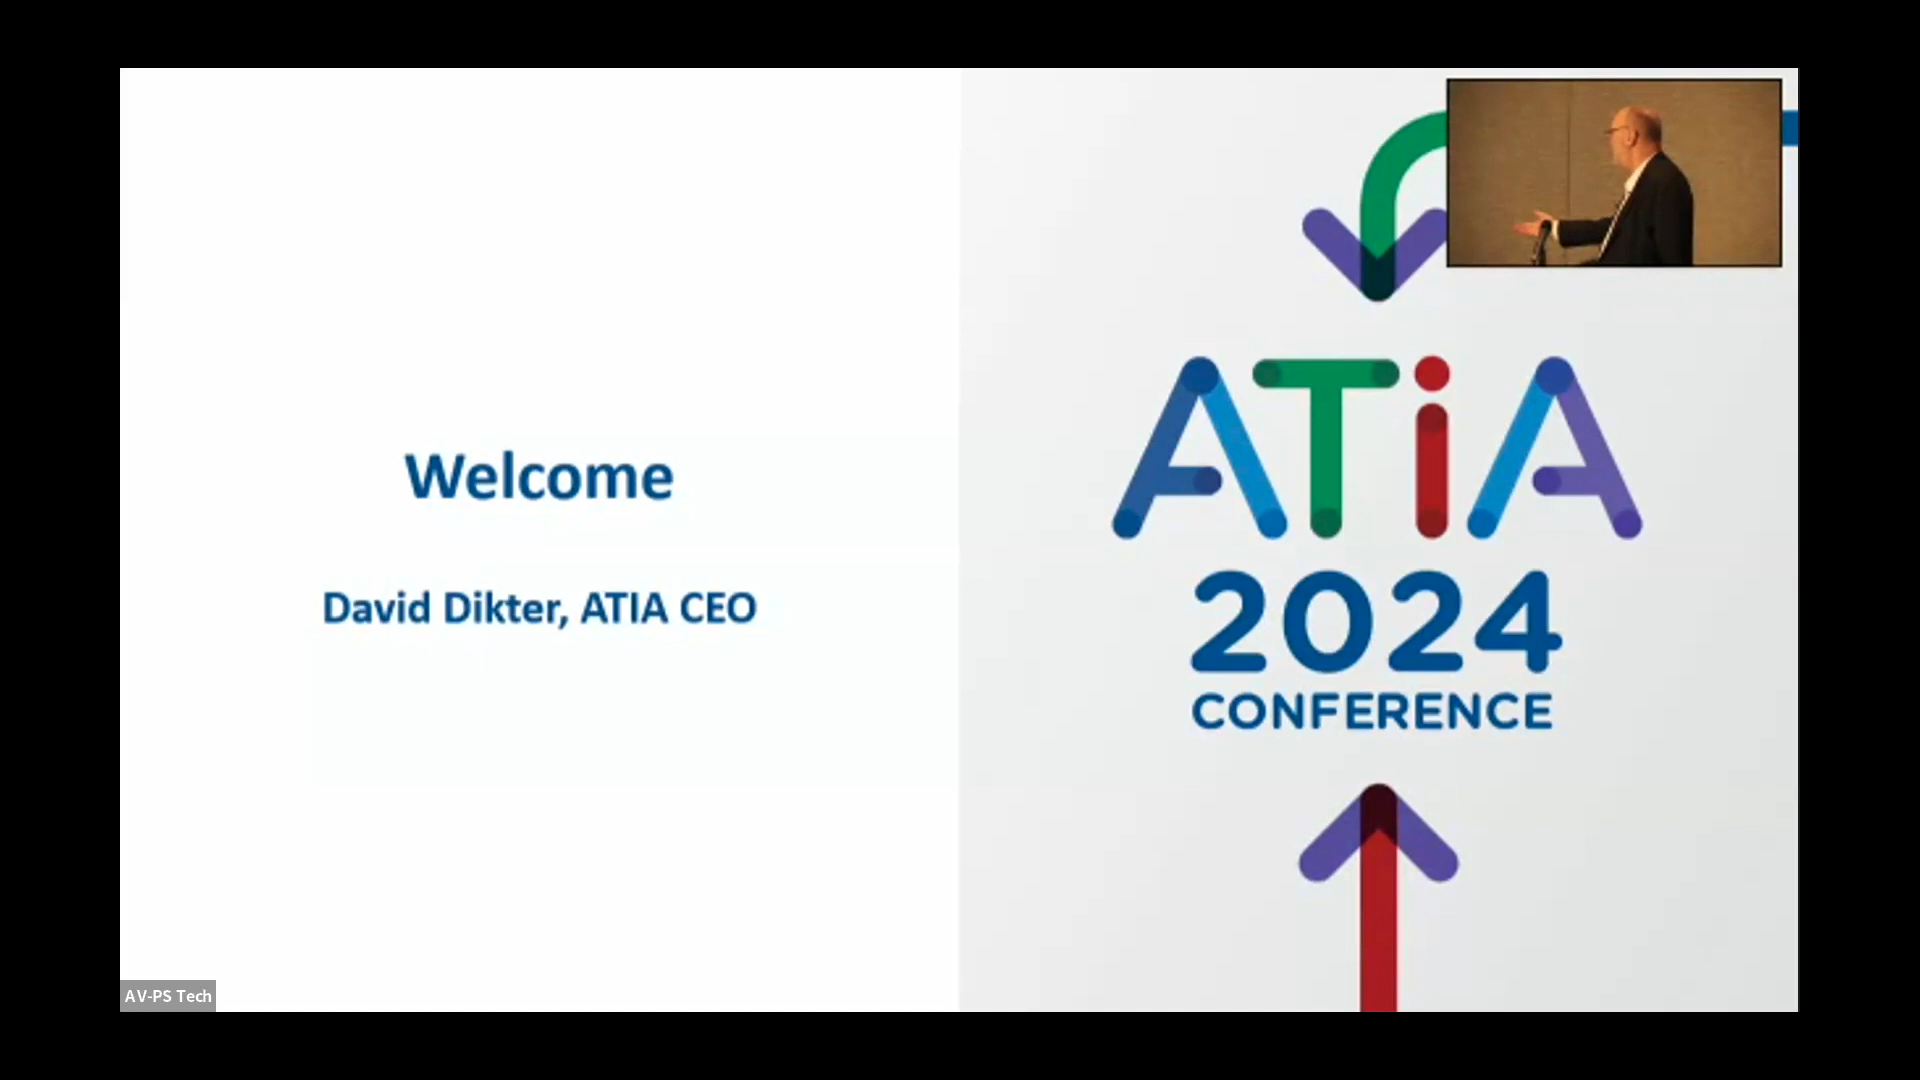 Welcome
David Dikter, ATIA CEO
ATiA
2024
CONFERENCE
AV-PS Tech